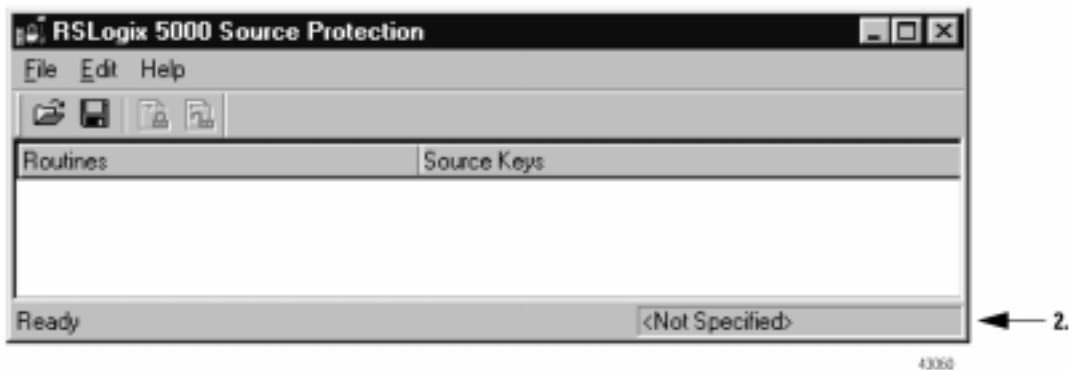 RSLogix 5000 Source Protection
File Edit Help
Routines Source Keys
Ready <Not Specified>
2.
43060